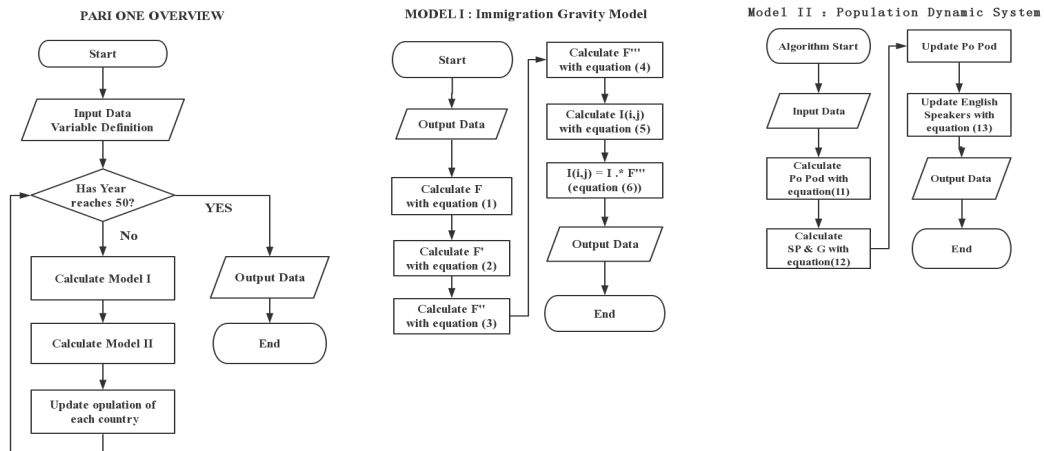 PARI ONE OVERVIEW
Start
Input Data
Variable Definition
Has Year
reaches 50?
YES
No
Calculate Model I
Calculate Model II
Update opulation of
each country
Output Data
End
MODEL I : Immigration Gravity Model
Start
Output Data
Calculate F
with equation (1)
Calculate F'
with equation (2)
Calculate F''
with equation (3)
Calculate F'''
with equation (4)
Calculate I(i,j)
with equation (5)
I(i,j) = I .* F'''
(equation (6))
Output Data
End
Model II : Population Dynamic System
Algorithm Start
Input Data
Calculate
Po Pod with
equation(11)
Calculate
SP & G with
equation(12)
Update Po Pod
Update English
Speakers with
equation (13)
Output Data
End